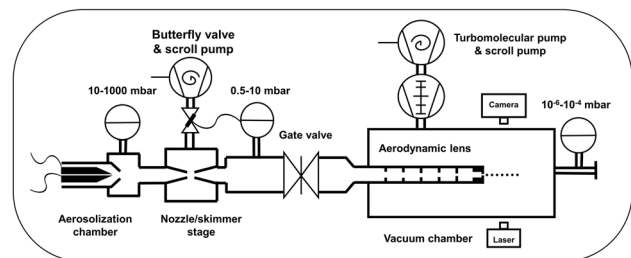 Butterfly valve
& scroll pump
Turbomolecular pump
& scroll pump
10-1000 mbar
0.5-10 mbar
Gate valve
Camera
10-6-10-4 mbar
Aerodynamic lens
Aerosolization
chamber
Nozzle/skimmer
stage
Vacuum chamber
Laser